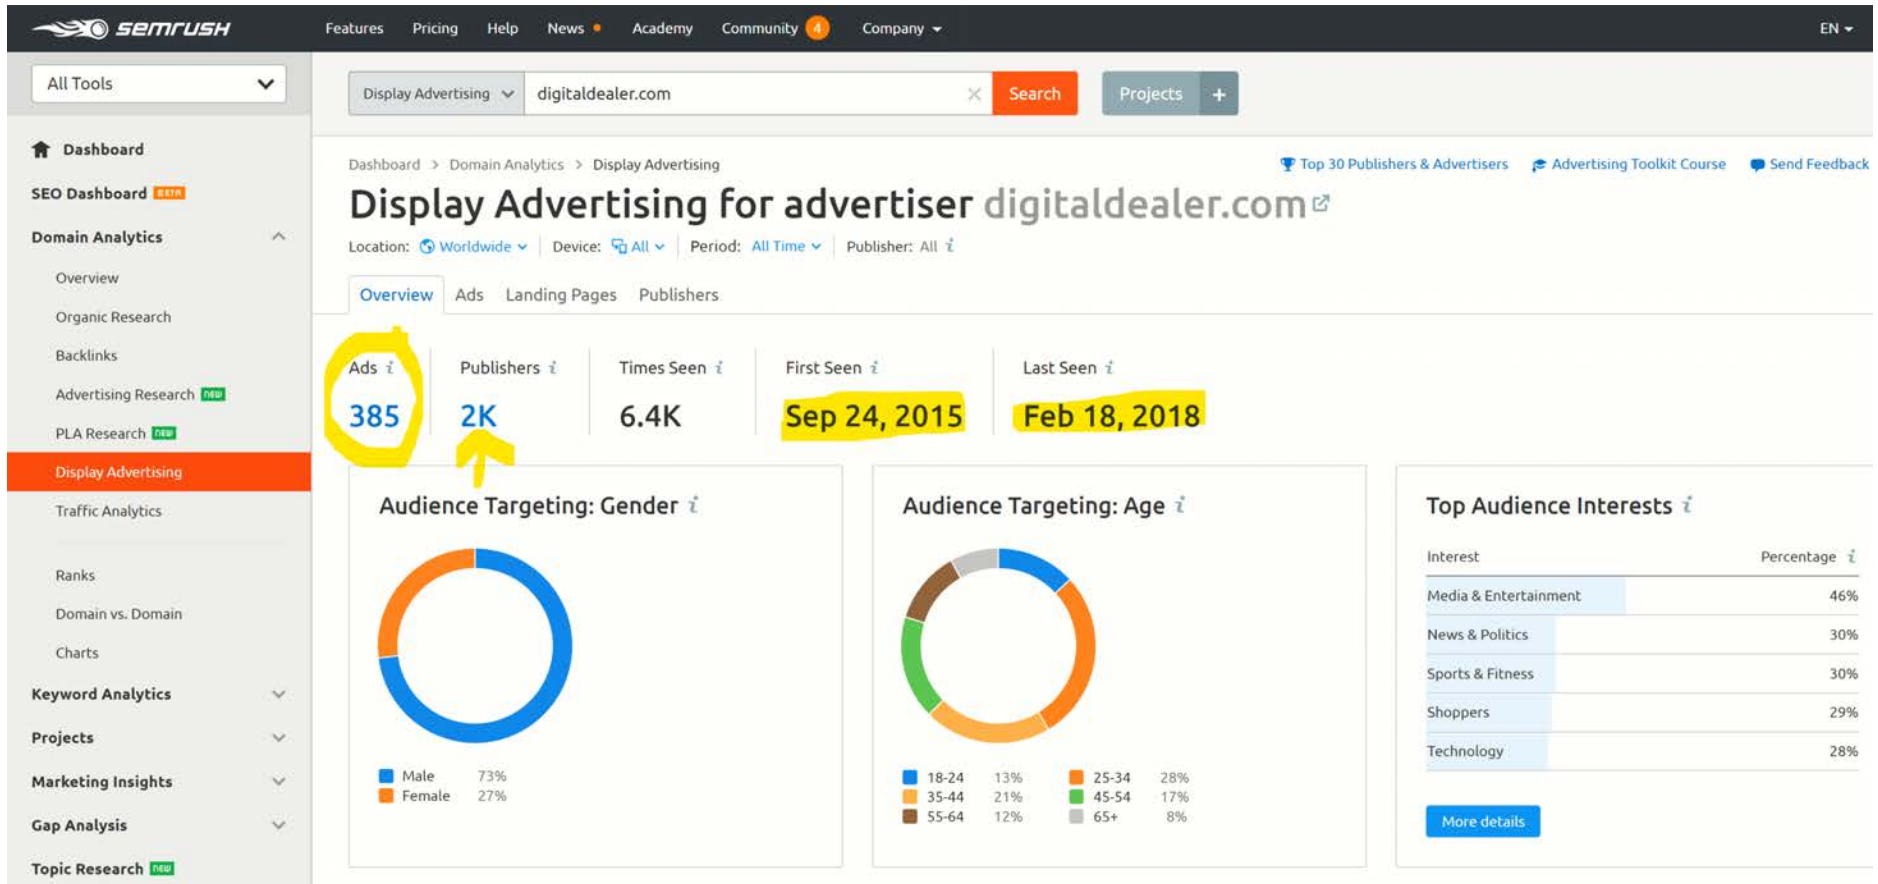 semrush Features Pricing Help News Academy Community 4 Company EN
All Tools
Display Advertising digitaldealer.com Search Projects +
Dashboard
SEO Dashboard BETA
Domain Analytics
Overview
Organic Research
Backlinks
Advertising Research NEW
PLA Research NEW
Display Advertising
Traffic Analytics
Ranks
Domain vs. Domain
Charts
Keyword Analytics
Projects
Marketing Insights
Gap Analysis
Topic Research NEW
Dashboard > Domain Analytics > Display Advertising
Top 30 Publishers & Advertisers Advertising Toolkit Course Send Feedback
Display Advertising for advertiser digitaldealer.com
Location: Worldwide Device: All Period: All Time Publisher: All i
Overview Ads Landing Pages Publishers
Ads i Publishers i Times Seen i First Seen i Last Seen i
385 2K 6.4K Sep 24, 2015 Feb 18, 2018
Audience Targeting: Gender i
Male 73%
Female 27%
Audience Targeting: Age i
18-24 13% 25-34 28%
35-44 21% 45-54 17%
55-64 12% 65+ 8%
Top Audience Interests i
Interest Percentage i
Media & Entertainment 46%
News & Politics 30%
Sports & Fitness 30%
Shoppers 29%
Technology 28%
More details